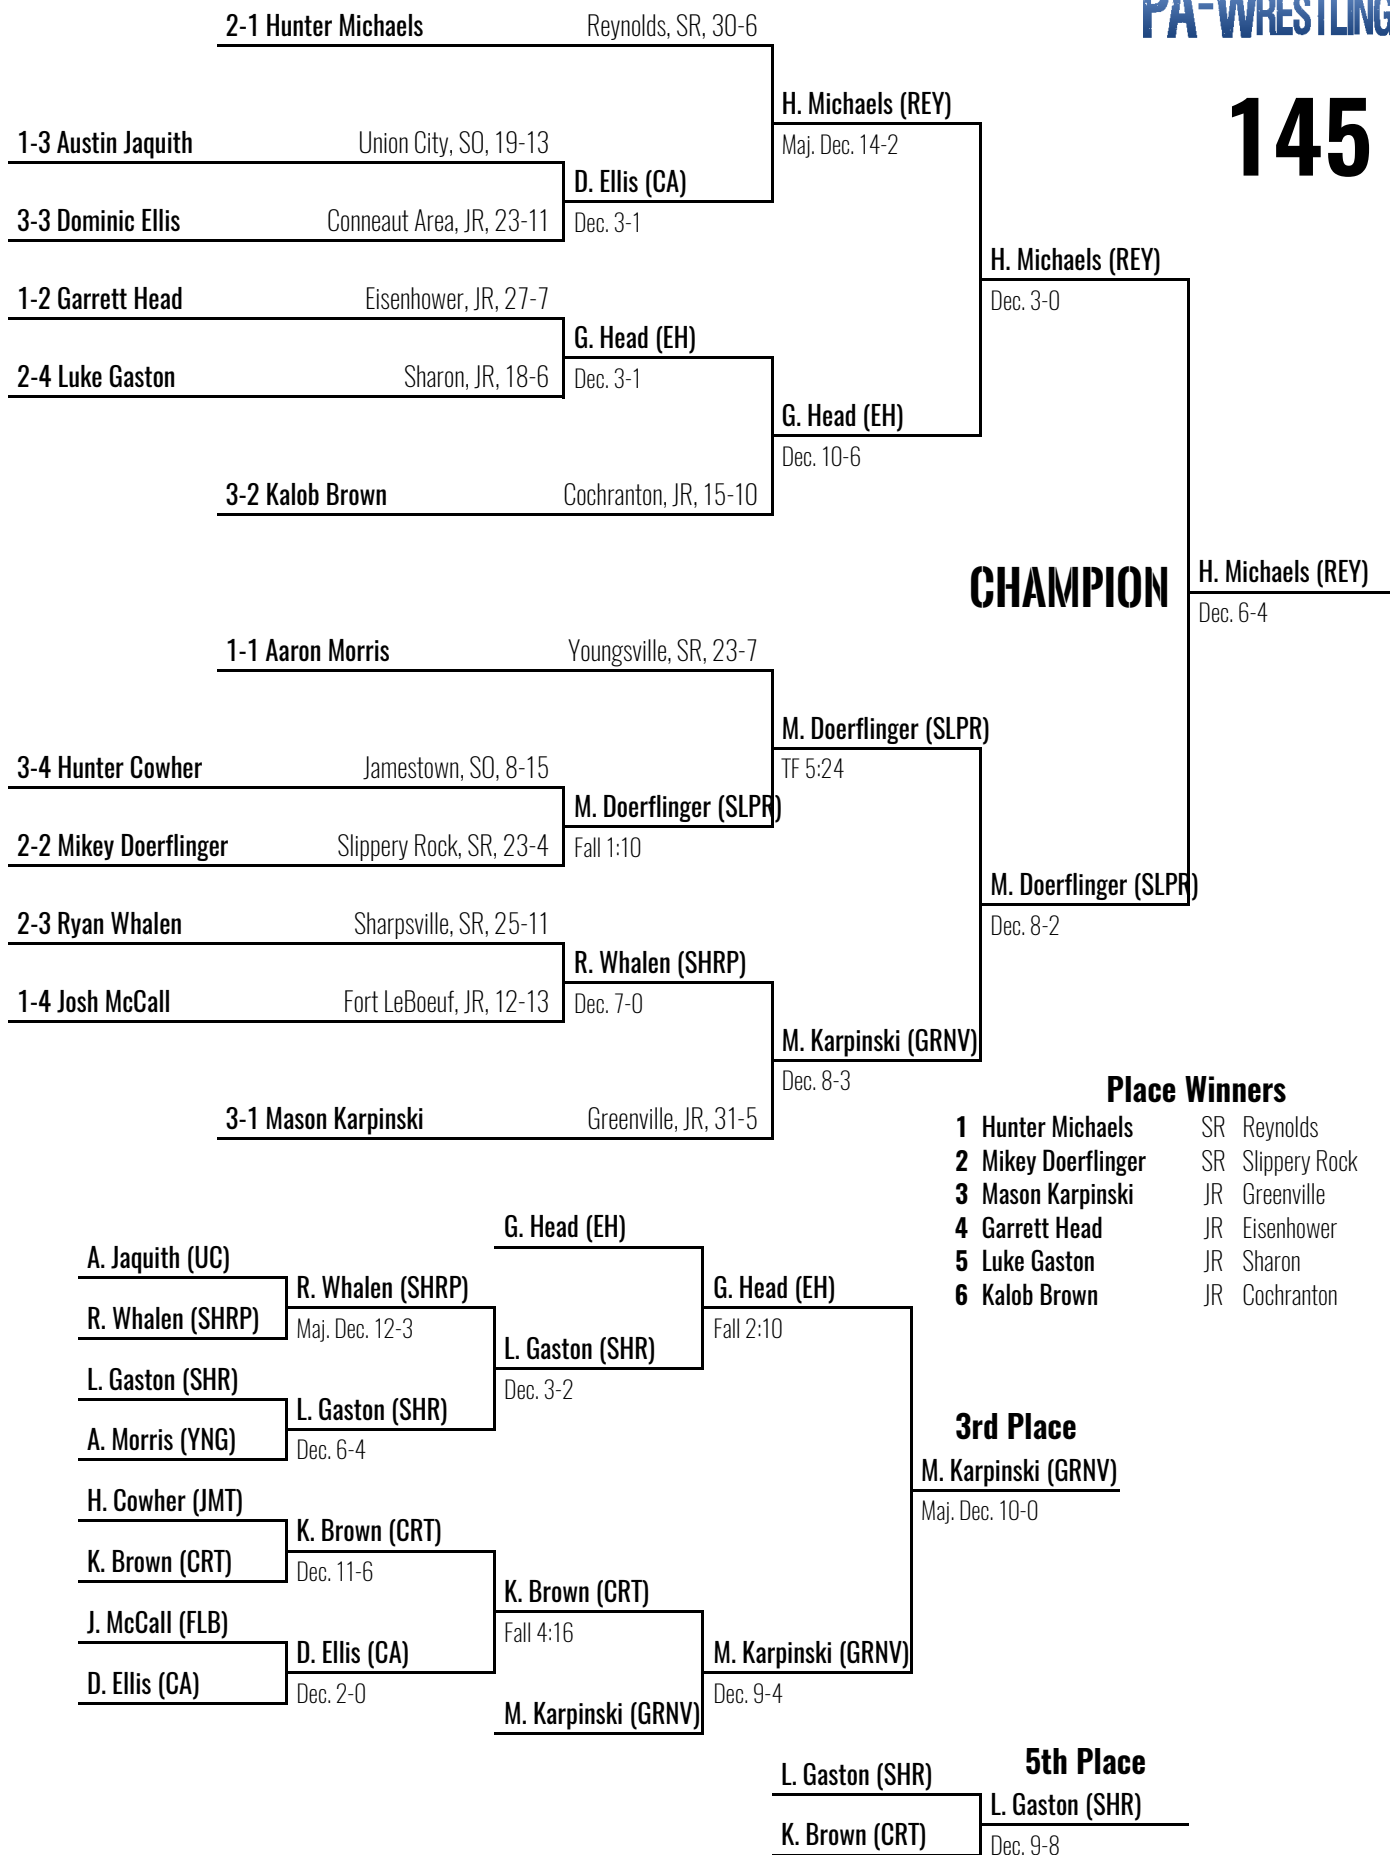 PA-WRESTLING
145
2-1 Hunter Michaels Reynolds, SR, 30-6
H. Michaels (REY)
Maj. Dec. 14-2
1-3 Austin Jaquith Union City, SO, 19-13
D. Ellis (CA)
Dec. 3-1
3-3 Dominic Ellis Conneaut Area, JR, 23-11
H. Michaels (REY)
Dec. 3-0
1-2 Garrett Head Eisenhower, JR, 27-7
G. Head (EH)
Dec. 3-1
2-4 Luke Gaston Sharon, JR, 18-6
G. Head (EH)
Dec. 10-6
3-2 Kalob Brown Cochranton, JR, 15-10
CHAMPION
H. Michaels (REY)
Dec. 6-4
1-1 Aaron Morris Youngsville, SR, 23-7
M. Doerflinger (SLPR)
TF 5:24
3-4 Hunter Cowher Jamestown, SO, 8-15
M. Doerflinger (SLPR)
Fall 1:10
2-2 Mikey Doerflinger Slippery Rock, SR, 23-4
M. Doerflinger (SLPR)
Dec. 8-2
2-3 Ryan Whalen Sharpsville, SR, 25-11
R. Whalen (SHRP)
Dec. 7-0
1-4 Josh McCall Fort LeBoeuf, JR, 12-13
M. Karpinski (GRNV)
Dec. 8-3
3-1 Mason Karpinski Greenville, JR, 31-5
Place Winners
1 Hunter Michaels SR Reynolds
2 Mikey Doerflinger SR Slippery Rock
3 Mason Karpinski JR Greenville
4 Garrett Head JR Eisenhower
5 Luke Gaston JR Sharon
6 Kalob Brown JR Cochranton
G. Head (EH)
A. Jaquith (UC)
R. Whalen (SHRP)
Maj. Dec. 12-3
R. Whalen (SHRP)
G. Head (EH)
Fall 2:10
L. Gaston (SHR)
Dec. 3-2
L. Gaston (SHR)
L. Gaston (SHR)
Dec. 6-4
A. Morris (YNG)
3rd Place
M. Karpinski (GRNV)
Maj. Dec. 10-0
H. Cowher (JMT)
K. Brown (CRT)
Dec. 11-6
K. Brown (CRT)
K. Brown (CRT)
Fall 4:16
J. McCall (FLB)
D. Ellis (CA)
Dec. 2-0
D. Ellis (CA)
M. Karpinski (GRNV)
Dec. 9-4
M. Karpinski (GRNV)
5th Place
L. Gaston (SHR)
L. Gaston (SHR)
Dec. 9-8
K. Brown (CRT)